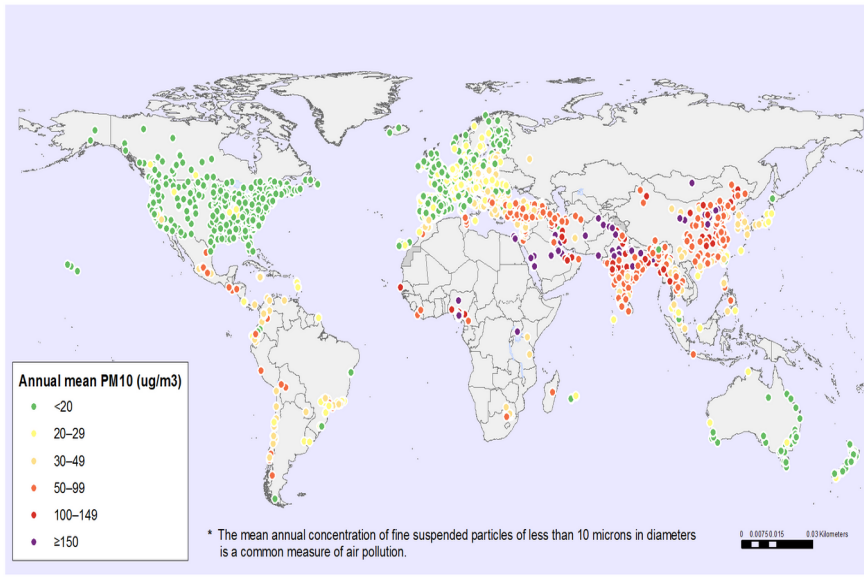 Annual mean PM10 (ug/m3)
<20
20–29
30–49
50–99
100–149
≥150
* The mean annual concentration of fine suspended particles of less than 10 microns in diameters
is a common measure of air pollution.
0 0.0075 0.015 0.03 Kilometers